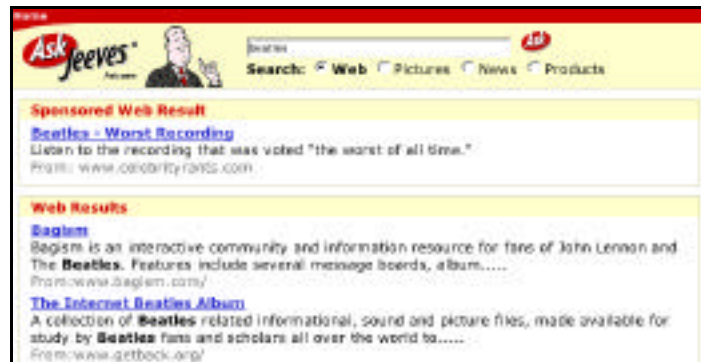 Home
Ask Jeeves
beatles
Ask
Search: Web Pictures News Products
Sponsored Web Result
Beatles - Worst Recording
Listen to the recording that was voted "the worst of all time."
From: www.celebrityrants.com
Web Results
Bagism
Bagism is an interactive community and information resource for fans of John Lennon and
The Beatles. Features include several message boards, album.....
From:www.bagism.com/
The Internet Beatles Album
A collection of Beatles related informational, sound and picture files, made available for
study by Beatles fans and scholars all over the world to.....
From:www.getback.org/